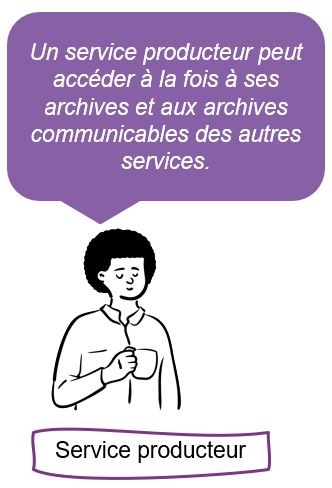 Un service producteur peut
accéder à la fois à ses
archives et aux archives
communicables des autres
services.
Service producteur